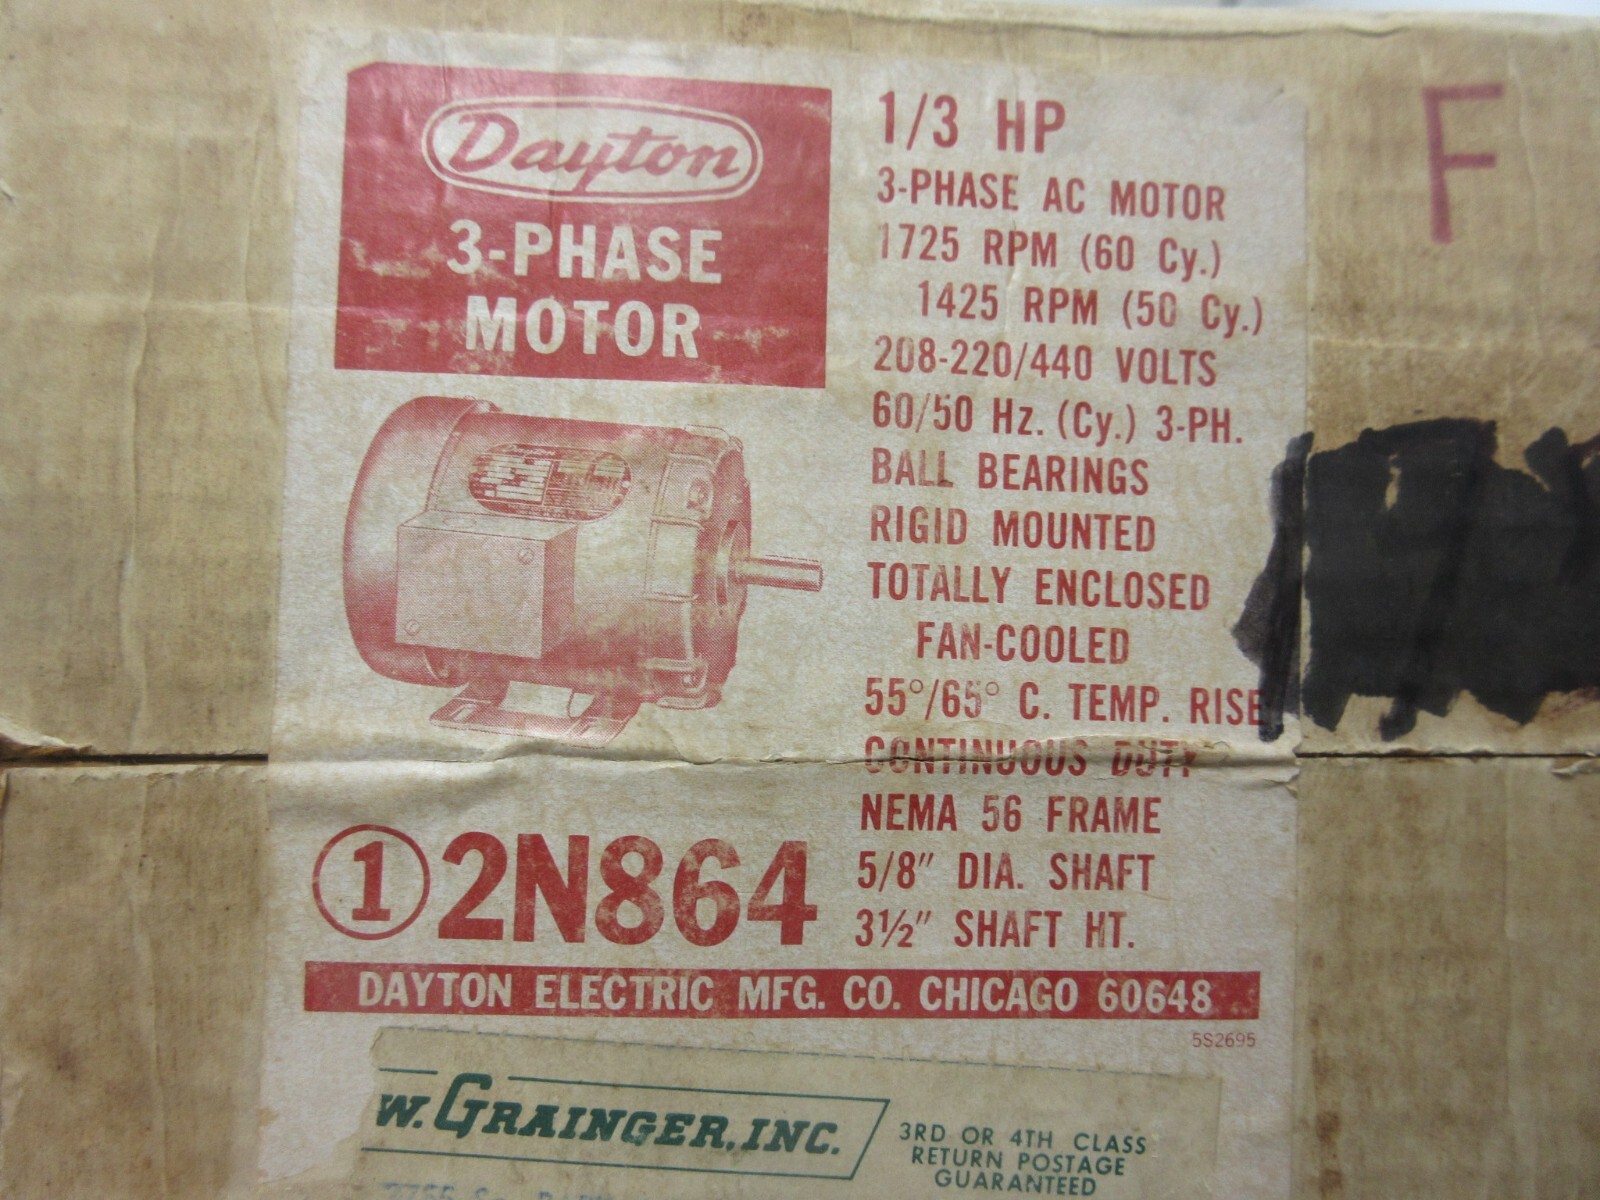 Dayton
3-PHASE
MOTOR
1/3 HP
3-PHASE AC MOTOR
1725 RPM (60 Cy.)
1425 RPM (50 Cy.)
208-220/440 VOLTS
60/50 Hz. (Cy.) 3-PH.
BALL BEARINGS
RIGID MOUNTED
TOTALLY ENCLOSED
FAN-COOLED
55°/65° C. TEMP. RISE
CONTINUOUS DUTY
NEMA 56 FRAME
5/8" DIA. SHAFT
3½" SHAFT HT.
① 2N864
DAYTON ELECTRIC MFG. CO. CHICAGO 60648
5S2695
F
W. GRAINGER, INC.
3RD OR 4TH CLASS
RETURN POSTAGE
GUARANTEED